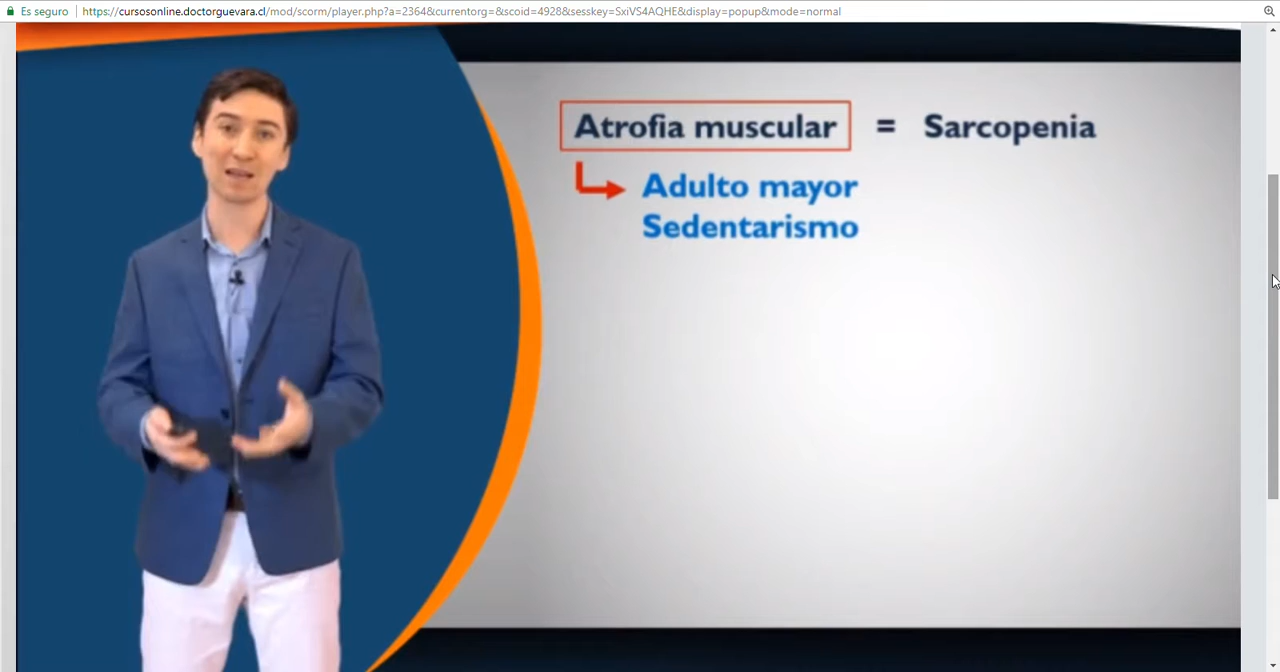 Es seguro
https://cursosonline.doctorguevara.cl/mod/scorm/player.php?a=2364&currentorg=&scoid=4928&sesskey=SxiVS4AQHE&display=popup&mode=normal
Atrofia muscular = Sarcopenia
Adulto mayor
Sedentarismo